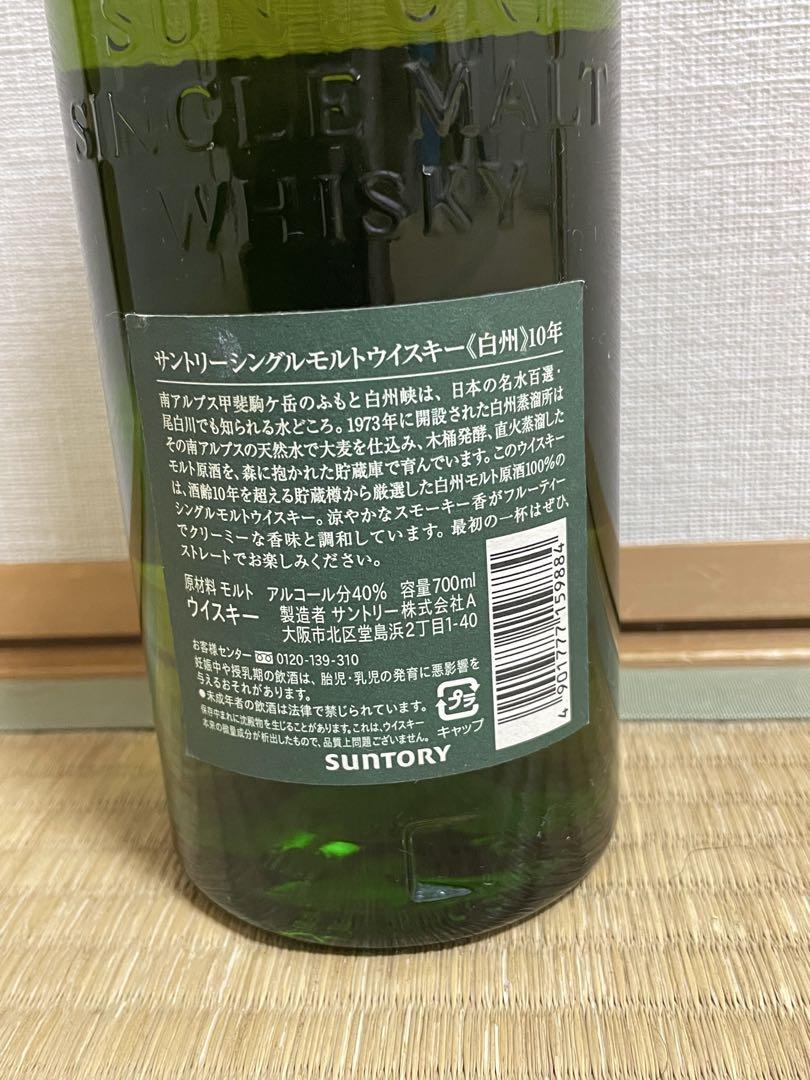 SUNTORY
SINGLE MALT
WHISKY
サントリーシングルモルトウイスキー《白州》10年
南アルプス甲斐駒ケ岳のふもと白州峡は、日本の名水百選・
尾白川でも知られる水どころ。1973年に開設された白州蒸溜所は
その南アルプスの天然水で大麦を仕込み、木桶発酵、直火蒸溜した
モルト原酒を、森に抱かれた貯蔵庫で育んでいます。このウイスキー
は、酒齢10年を超える貯蔵樽から厳選した白州モルト原酒100%の
シングルモルトウイスキー。涼やかなスモーキー香がフルーティー
でクリーミーな香味と調和しています。最初の一杯はぜひ、
ストレートでお楽しみください。
原材料 モルト アルコール分40% 容量700ml
ウイスキー 製造者 サントリー株式会社A
大阪市北区堂島浜2丁目1-40
お客様センター 0120-139-310
妊娠中や授乳期の飲酒は、胎児・乳児の発育に悪影響を
与えるおそれがあります。
●未成年者の飲酒は法律で禁じられています。
保存中まれに沈殿物を生じることがあります。これは、ウイスキー
本来の微量成分が析出したもので、品質上問題ございません。
プラ
キャップ
4 901777 159884
SUNTORY